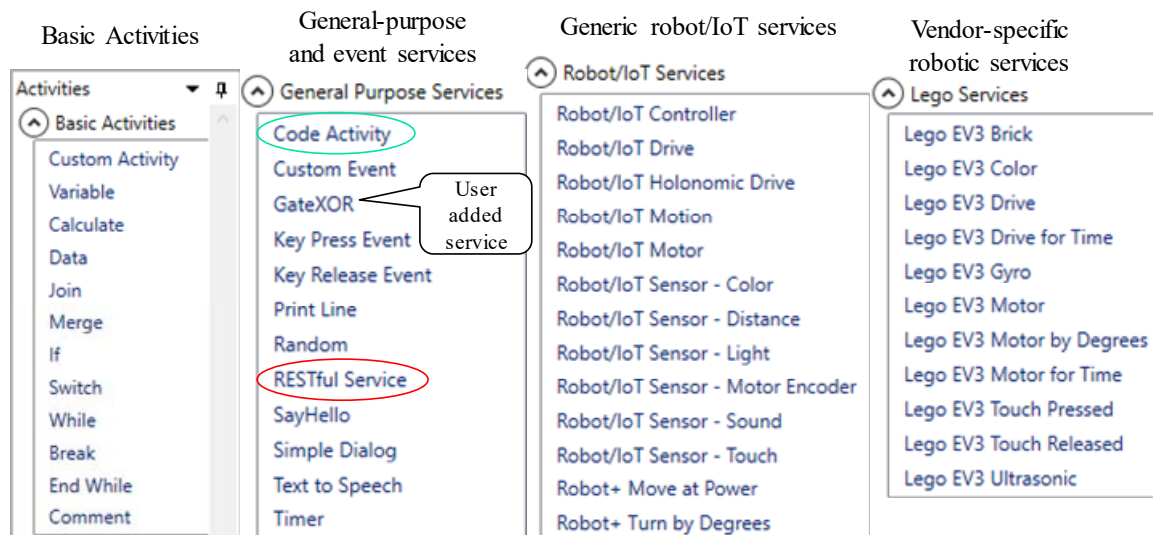 Basic Activities
Activities
Basic Activities
Custom Activity
Variable
Calculate
Data
Join
Merge
If
Switch
While
Break
End While
Comment
General-purpose
and event services
General Purpose Services
Code Activity
Custom Event
GateXOR
Key Press Event
Key Release Event
Print Line
Random
RESTful Service
SayHello
Simple Dialog
Text to Speech
Timer
User
added
service
Generic robot/IoT services
Robot/IoT Services
Robot/IoT Controller
Robot/IoT Drive
Robot/IoT Holonomic Drive
Robot/IoT Motion
Robot/IoT Motor
Robot/IoT Sensor - Color
Robot/IoT Sensor - Distance
Robot/IoT Sensor - Light
Robot/IoT Sensor - Motor Encoder
Robot/IoT Sensor - Sound
Robot/IoT Sensor - Touch
Robot+ Move at Power
Robot+ Turn by Degrees
Vendor-specific
robotic services
Lego Services
Lego EV3 Brick
Lego EV3 Color
Lego EV3 Drive
Lego EV3 Drive for Time
Lego EV3 Gyro
Lego EV3 Motor
Lego EV3 Motor by Degrees
Lego EV3 Motor for Time
Lego EV3 Touch Pressed
Lego EV3 Touch Released
Lego EV3 Ultrasonic